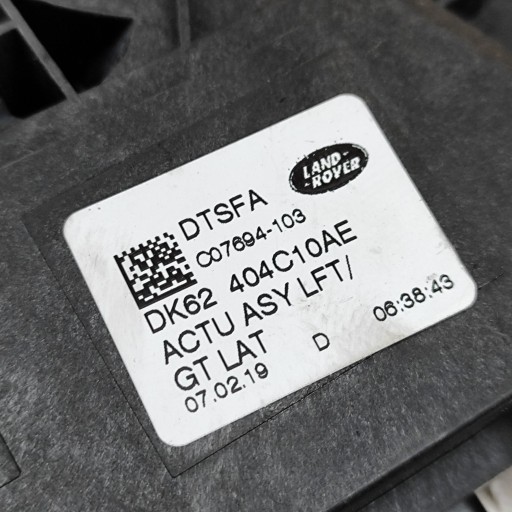 LAND-
-ROVER
DTSFA
C07694-103
DK62 404C10AE
ACTU ASY LFT/
GT LAT D
07.02.19 06:38:43